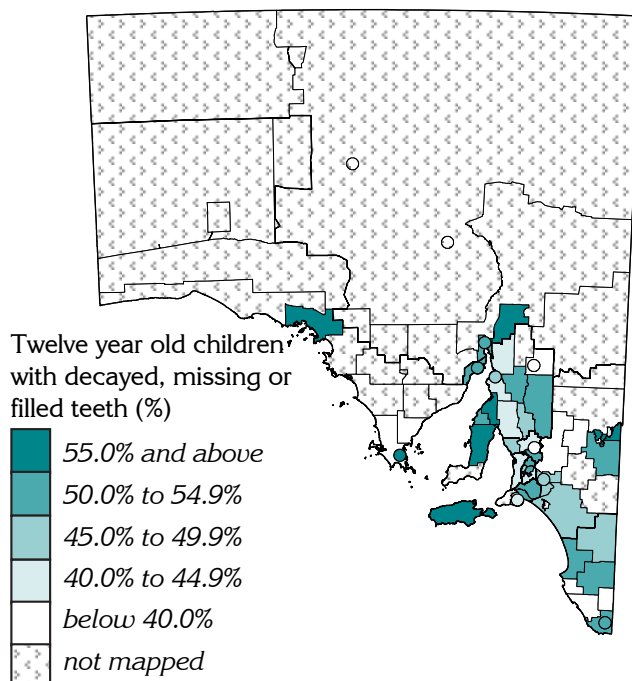 Twelve year old children
with decayed, missing or
filled teeth (%)
55.0% and above
50.0% to 54.9%
45.0% to 49.9%
40.0% to 44.9%
below 40.0%
not mapped